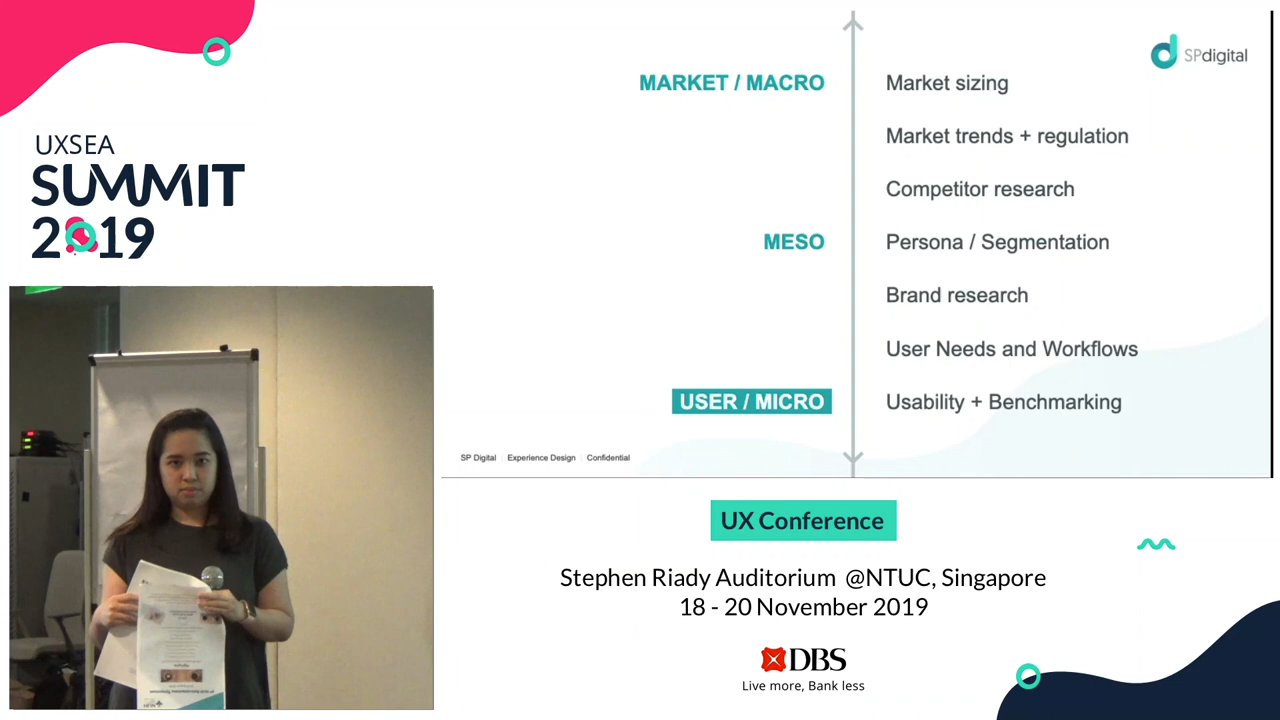 UXSEA
SUMMIT
2019
SPdigital
MARKET / MACRO
Market sizing
Market trends + regulation
Competitor research
MESO
Persona / Segmentation
Brand research
User Needs and Workflows
USER / MICRO
Usability + Benchmarking
SP Digital Experience Design Confidential
UX Conference
Stephen Riady Auditorium @NTUC, Singapore
18 - 20 November 2019
DBS
Live more, Bank less